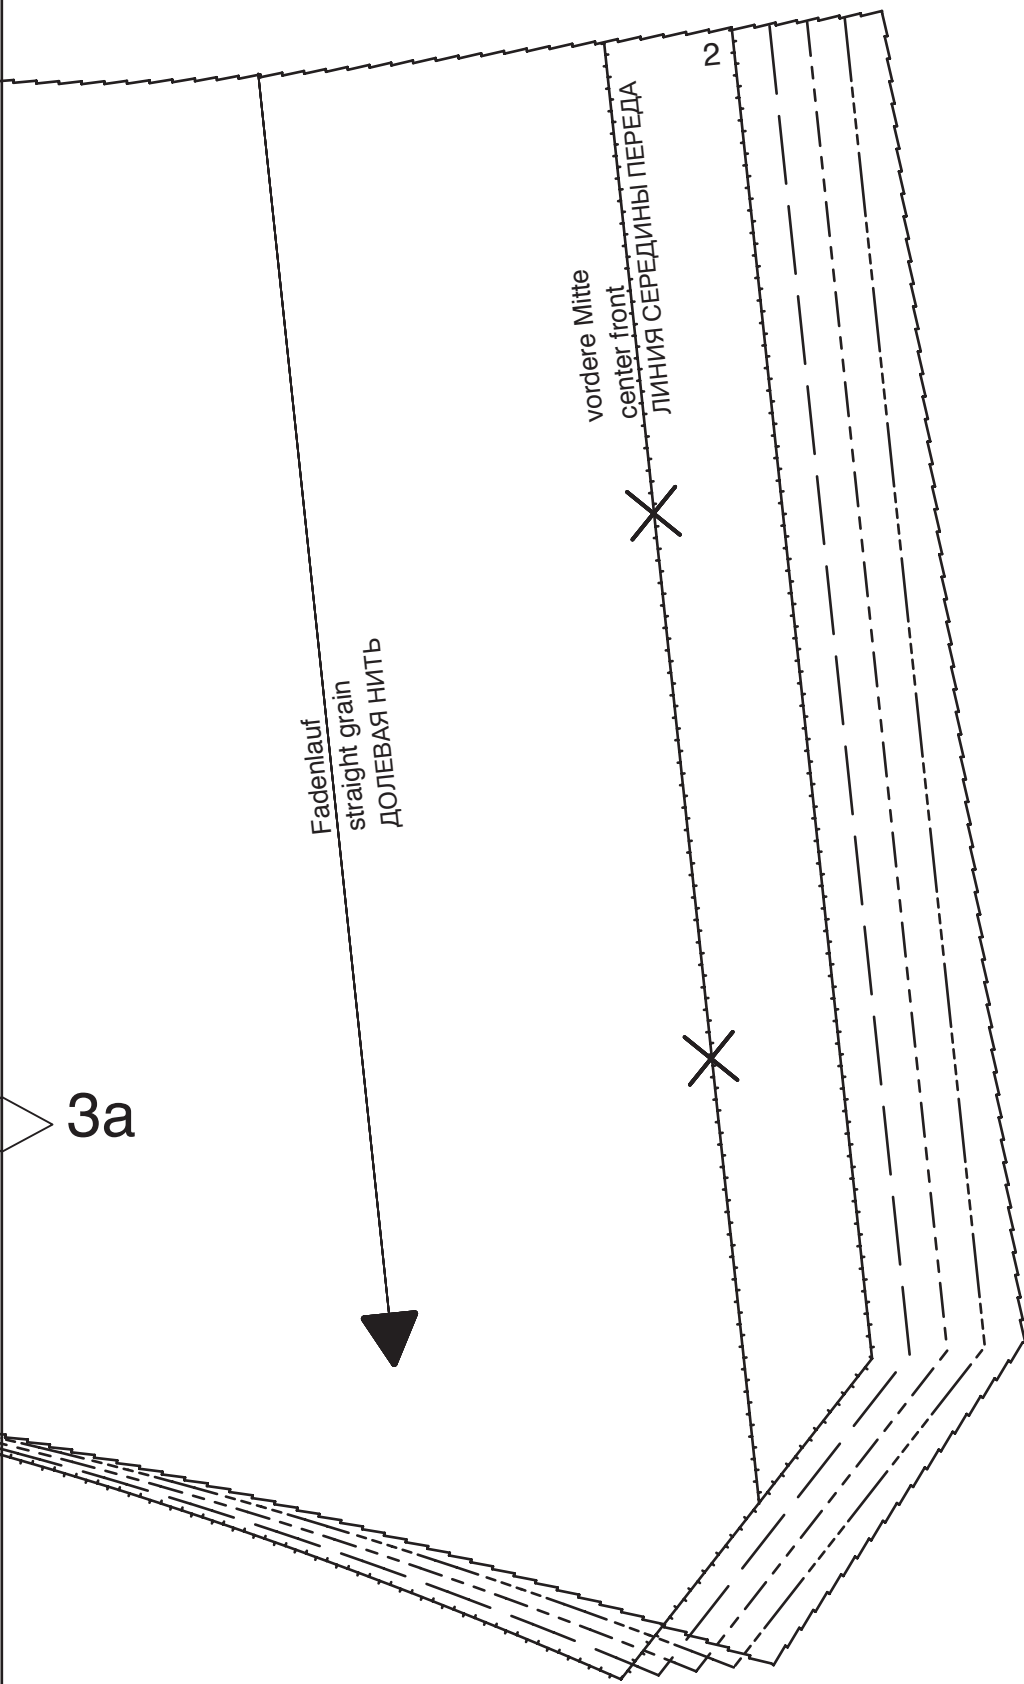 2
vordere Mitte
center front
ЛИНИЯ СЕРЕДИНЫ ПЕРЕДА
Fadenlauf
straight grain
ДОЛЕВАЯ НИТЬ
3a